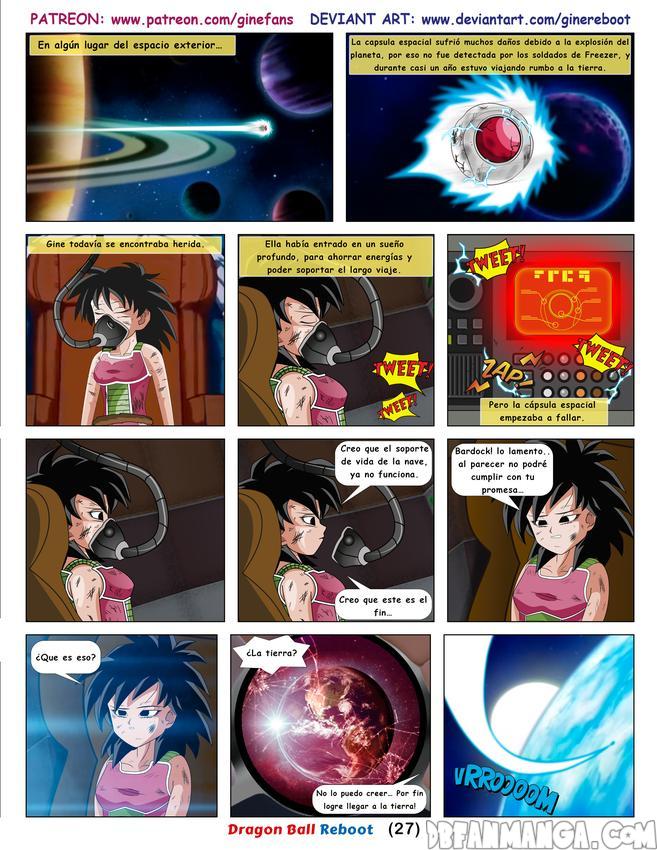 PATREON: www.patreon.com/ginefans DEVIANT ART: www.deviantart.com/ginereboot
En algún lugar del espacio exterior...
La capsula espacial sufrió muchos daños debido a la explosión del
planeta, por eso no fue detectada por los soldados de Freezer, y
durante casi un año estuvo viajando rumbo a la tierra.
Gine todavía se encontraba herida.
Ella había entrado en un sueño
profundo, para ahorrar energías y
poder soportar el largo viaje.
TWEET!
TWEET!
TWEET!
TWEET!
ZAP!
Pero la cápsula espacial
empezaba a fallar.
Creo que el soporte
de vida de la nave,
ya no funciona.
Creo que este es el
fin...
Bardock! lo lamento..
al parecer no podré
cumplir con tu
promesa...
¿Que es eso?
¿La tierra?
No lo puedo creer... Por fin
logre llegar a la tierra!
VRROOOOM
Dragon Ball Reboot (27)
DBFANMANGA.COM